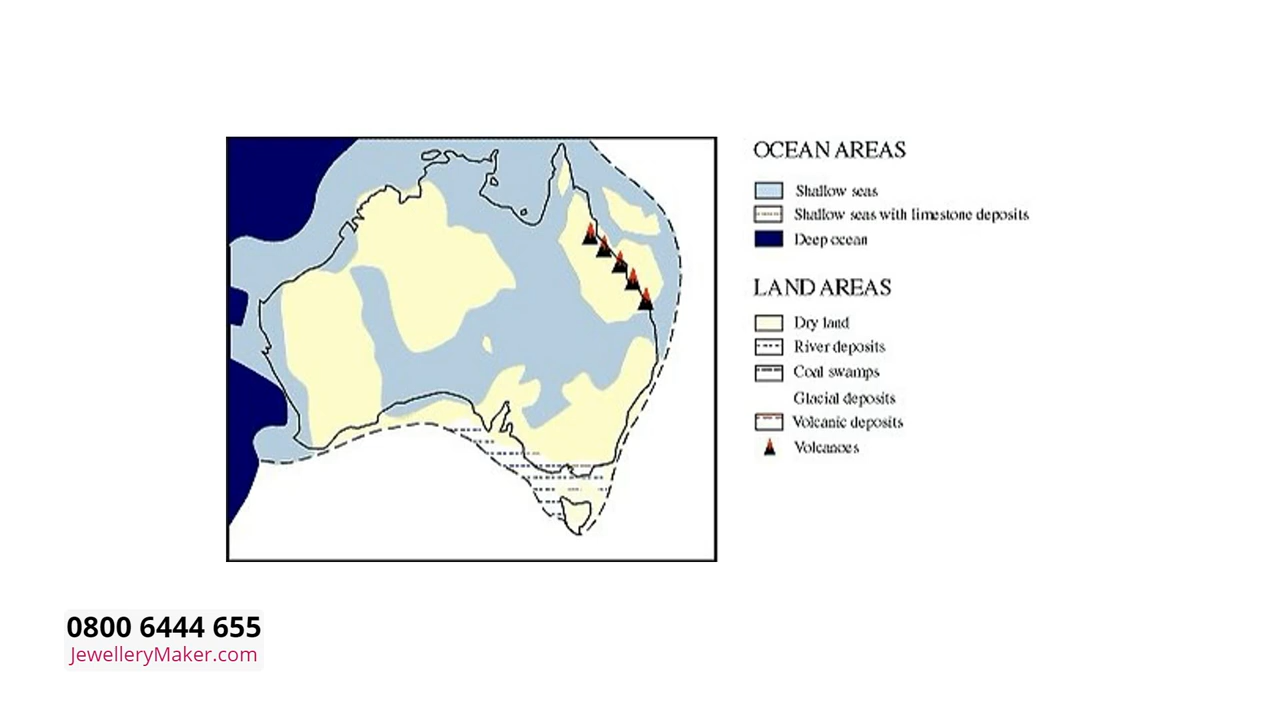 OCEAN AREAS
Shallow seas
Shallow seas with limestone deposits
Deep ocean
LAND AREAS
Dry land
River deposits
Coal swamps
Glacial deposits
Volcanic deposits
Volcanoes
0800 6444 655
JewelleryMaker.com